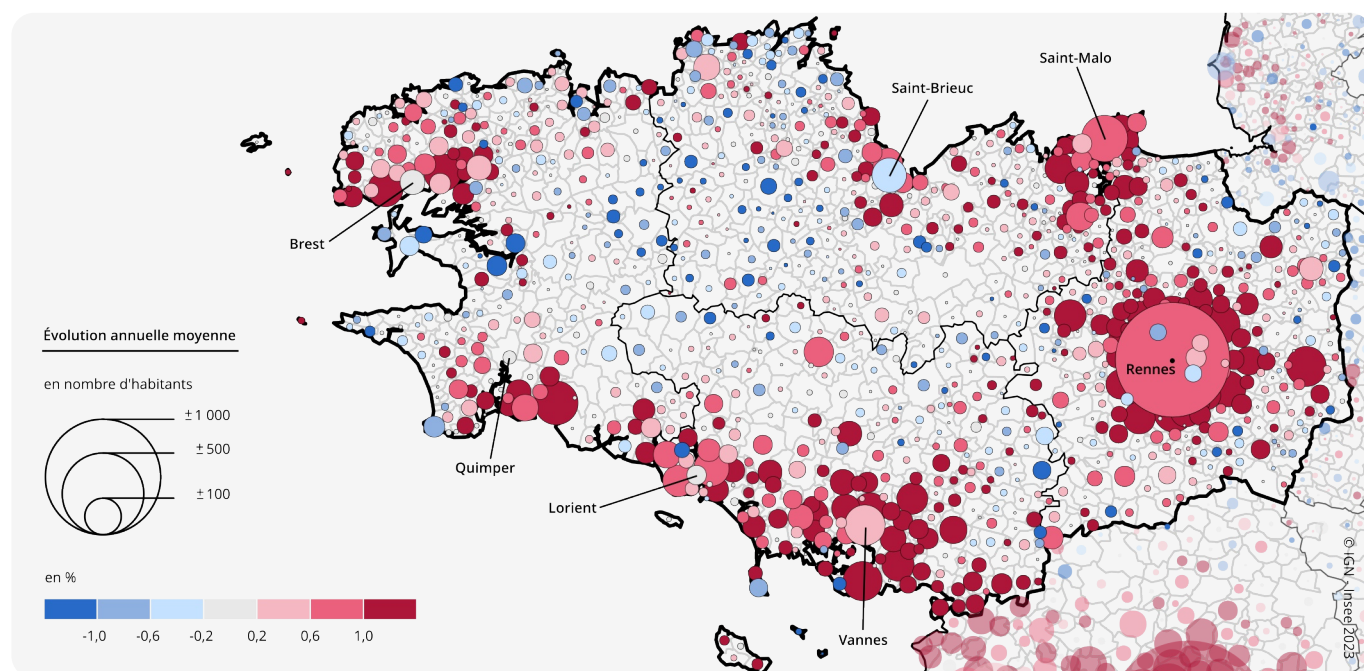 Saint-Malo
Saint-Brieuc
Brest
Rennes
Quimper
Lorient
Vannes
Évolution annuelle moyenne
en nombre d'habitants
±1 000
±500
±100
en %
-1,0 -0,6 -0,2 0,2 0,6 1,0
© IGN - Insee 2023